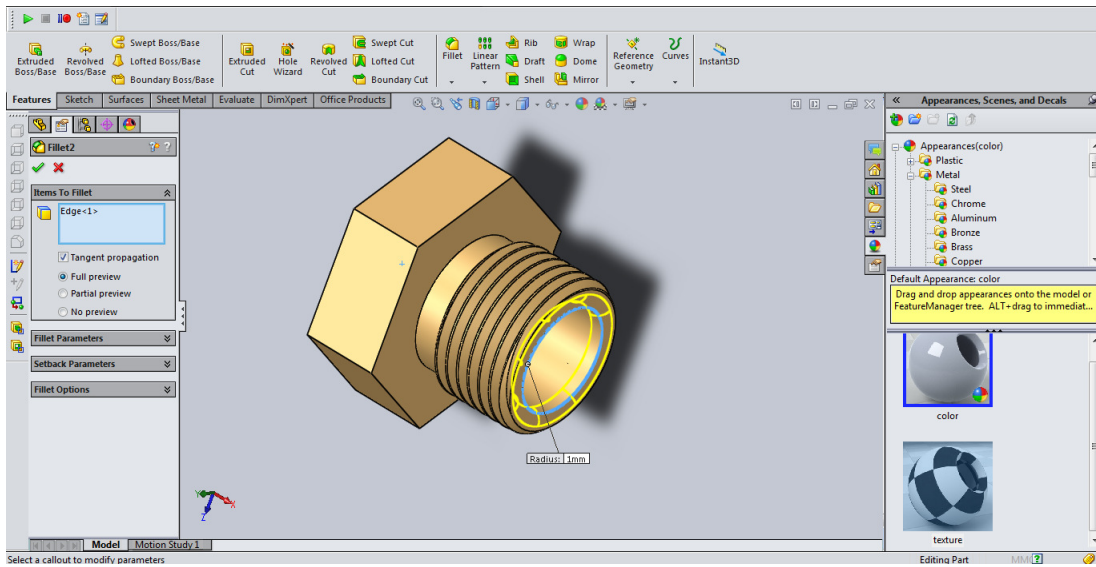 Extruded Boss/Base
Revolved Boss/Base
Swept Boss/Base
Lofted Boss/Base
Boundary Boss/Base
Extruded Cut
Hole Wizard
Revolved Cut
Swept Cut
Lofted Cut
Boundary Cut
Fillet
Linear Pattern
Rib
Draft
Shell
Wrap
Dome
Mirror
Reference Geometry
Curves
Instant3D
Features
Sketch
Surfaces
Sheet Metal
Evaluate
DimXpert
Office Products
Fillet2
Items To Fillet
Edge<1>
Tangent propagation
Full preview
Partial preview
No preview
Fillet Parameters
Setback Parameters
Fillet Options
Radius: 1mm
Y
X
Z
Model
Motion Study 1
Select a callout to modify parameters
Appearances, Scenes, and Decals
Appearances(color)
Plastic
Metal
Steel
Chrome
Aluminum
Bronze
Brass
Copper
Default Appearance: color
Drag and drop appearances onto the model or
FeatureManager tree. ALT+drag to immediat...
color
texture
Editing Part